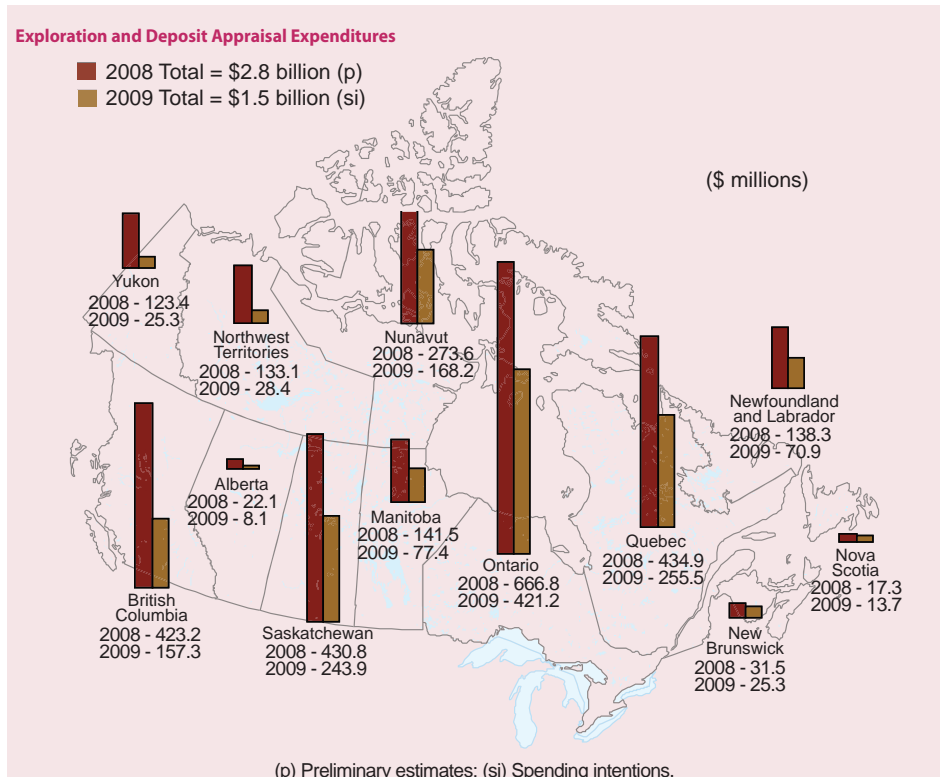 Exploration and Deposit Appraisal Expenditures
2008 Total = $2.8 billion (p)
2009 Total = $1.5 billion (si)
($ millions)
Yukon
2008 - 123.4
2009 - 25.3
Northwest
Territories
2008 - 133.1
2009 - 28.4
Nunavut
2008 - 273.6
2009 - 168.2
Newfoundland
and Labrador
2008 - 138.3
2009 - 70.9
Alberta
2008 - 22.1
2009 - 8.1
Manitoba
2008 - 141.5
2009 - 77.4
Ontario
2008 - 666.8
2009 - 421.2
Quebec
2008 - 434.9
2009 - 255.5
Nova
Scotia
2008 - 17.3
2009 - 13.7
British
Columbia
2008 - 423.2
2009 - 157.3
Saskatchewan
2008 - 430.8
2009 - 243.9
New
Brunswick
2008 - 31.5
2009 - 25.3
(p) Preliminary estimates; (si) Spending intentions.